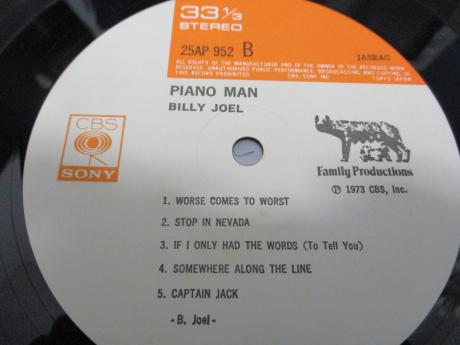 33 1/3
STEREO
25AP 952 B
JASRAC
ALL RIGHTS OF THE MANUFACTURER AND OF THE OWNER OF THE RECORDED WORK
RESERVED. UNAUTHORIZED PUBLIC PERFORMANCE, BROADCASTING AND COPYING OF
THIS RECORD PROHIBITED CBS/SONY INC. TOKYO JAPAN
PIANO MAN
BILLY JOEL
CBS
SONY
Family Productions
Ⓟ 1973 CBS, Inc.
1. WORSE COMES TO WORST
2. STOP IN NEVADA
3. IF I ONLY HAD THE WORDS (To Tell You)
4. SOMEWHERE ALONG THE LINE
5. CAPTAIN JACK
- B. Joel -